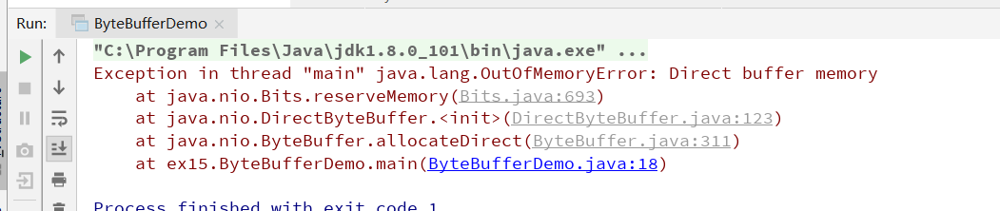 Run: ByteBufferDemo
"C:\Program Files\Java\jdk1.8.0_101\bin\java.exe" ...
Exception in thread "main" java.lang.OutOfMemoryError: Direct buffer memory
at java.nio.Bits.reserveMemory(Bits.java:693)
at java.nio.DirectByteBuffer.<init>(DirectByteBuffer.java:123)
at java.nio.ByteBuffer.allocateDirect(ByteBuffer.java:311)
at ex15.ByteBufferDemo.main(ByteBufferDemo.java:18)
Process finished with exit code 1